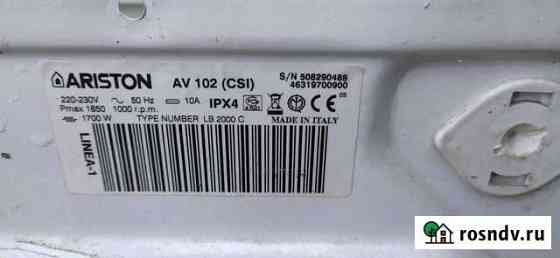 ARISTON AV 102 (CSI) S/N 508290488
46319700900
220-230V 50 Hz 10A IPX4
Pmax 1850 1000 r.p.m.
1700 W TYPE NUMBER LB 2000 C MADE IN ITALY
LINEA-1
rosndv.ru